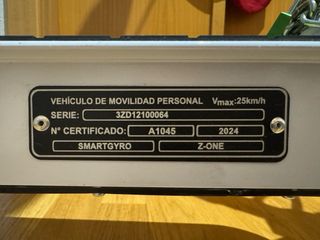 VEHÍCULO DE MOVILIDAD PERSONAL Vmax:25km/h
SERIE: 3ZD12100064
Nº CERTIFICADO: A1045 2024
SMARTGYRO Z-ONE